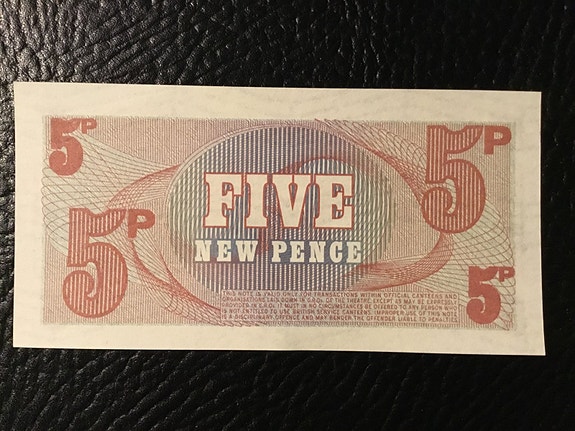 5P
5P
FIVE
NEW PENCE
5P
5P
THIS NOTE IS VALID ONLY FOR TRANSACTIONS WITHIN OFFICIAL CANTEENS AND
ORGANISATIONS LAID DOWN IN G.R.Os. OF THE THEATRE, EXCEPT AS MAY BE EXPRESSLY
PROVIDED IN G.R.Os. IT MUST IN NO CIRCUMSTANCES BE OFFERED TO ANY PERSON WHO
IS NOT ENTITLED TO USE BRITISH SERVICE CANTEENS. IMPROPER USE OF THIS NOTE
IS A DISCIPLINARY OFFENCE AND MAY RENDER THE OFFENDER LIABLE TO PENALTIES.